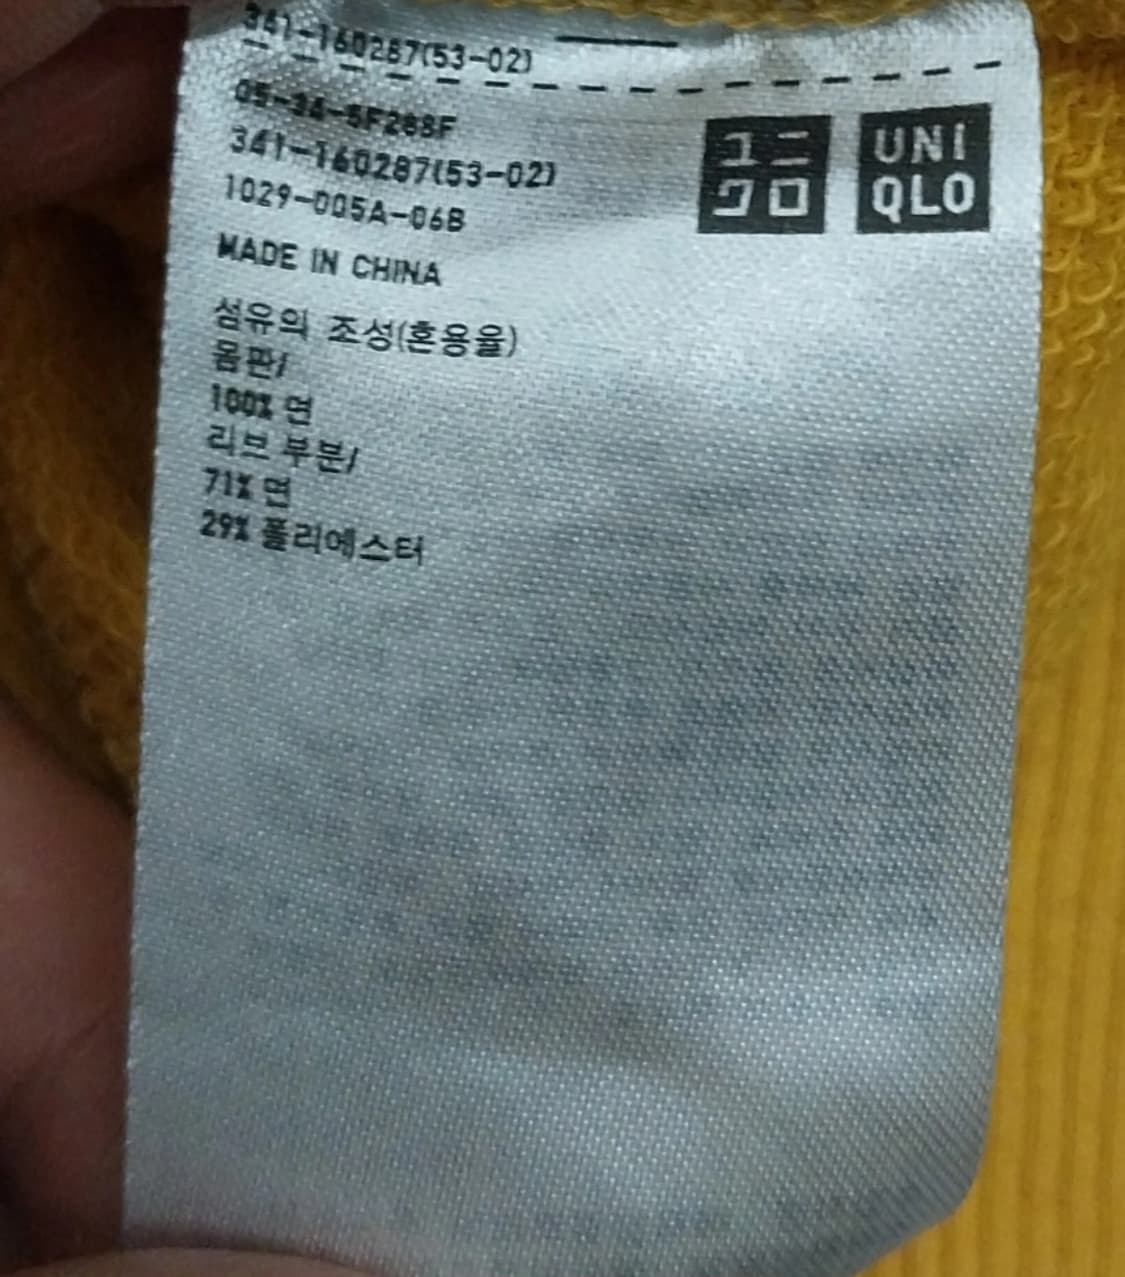 341-160287(53-02)
05-3A-5F288F
341-160287(53-02)
1029-005A-06B
ユニ
クロ
UNI
QLO
MADE IN CHINA
섬유의 조성(혼용율)
몸판/
100% 면
리브 부분/
71% 면
29% 폴리에스터